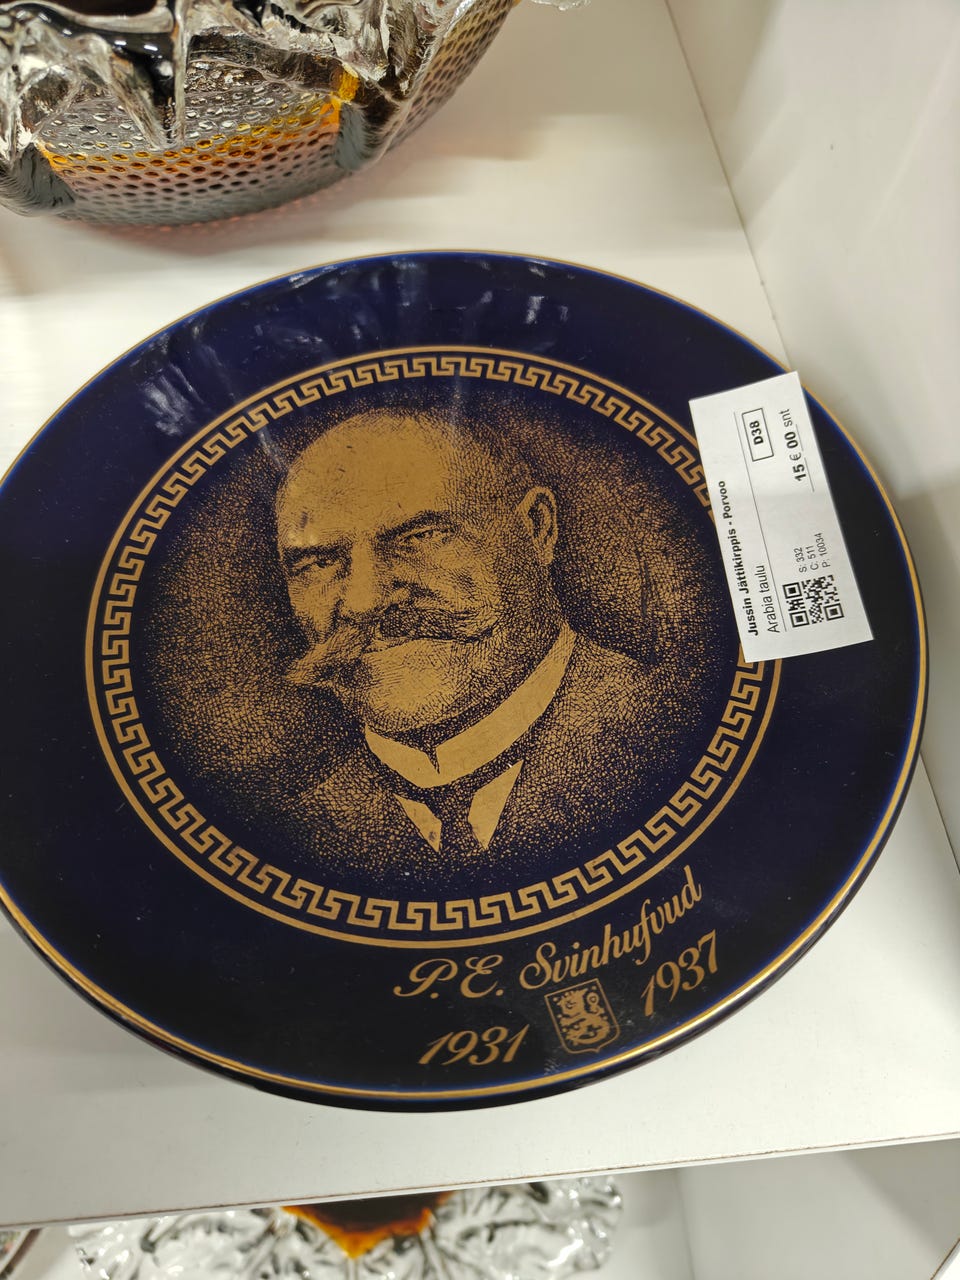 Jussin Jättikirppis - Porvoo
Arabia taulu
D38
S: 332
C: 511
P: 10034
15 € 00 snt
P.E. Svinhufvud
1931 1937